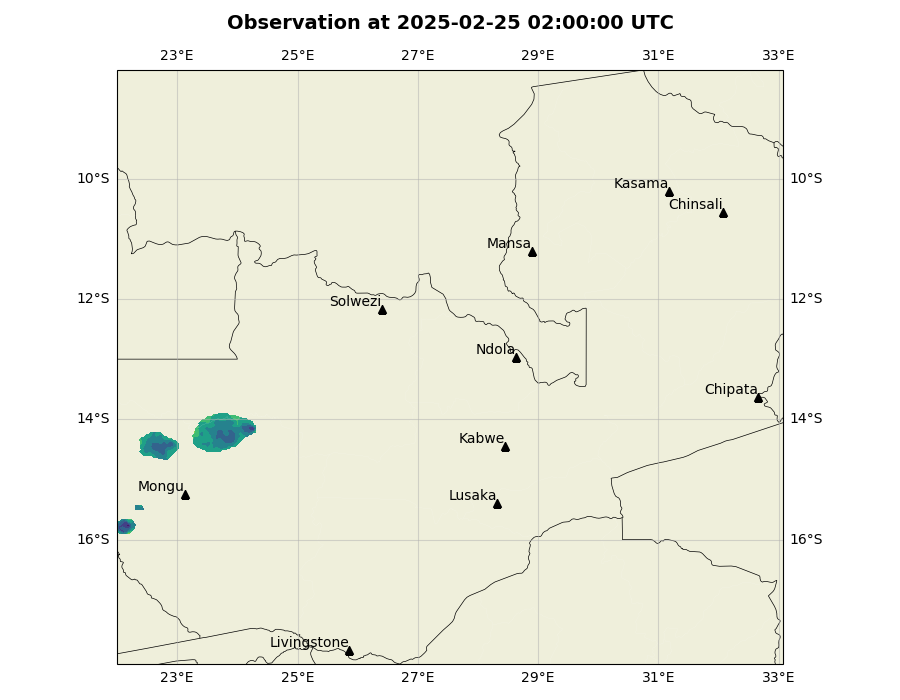 Observation at 2025-02-25 02:00:00 UTC
23°E 25°E 27°E 29°E 31°E 33°E
10°S 10°S
Kasama
Chinsali
Mansa
12°S 12°S
Solwezi
Ndola
Chipata
14°S 14°S
Kabwe
Mongu
Lusaka
16°S 16°S
Livingstone
23°E 25°E 27°E 29°E 31°E 33°E